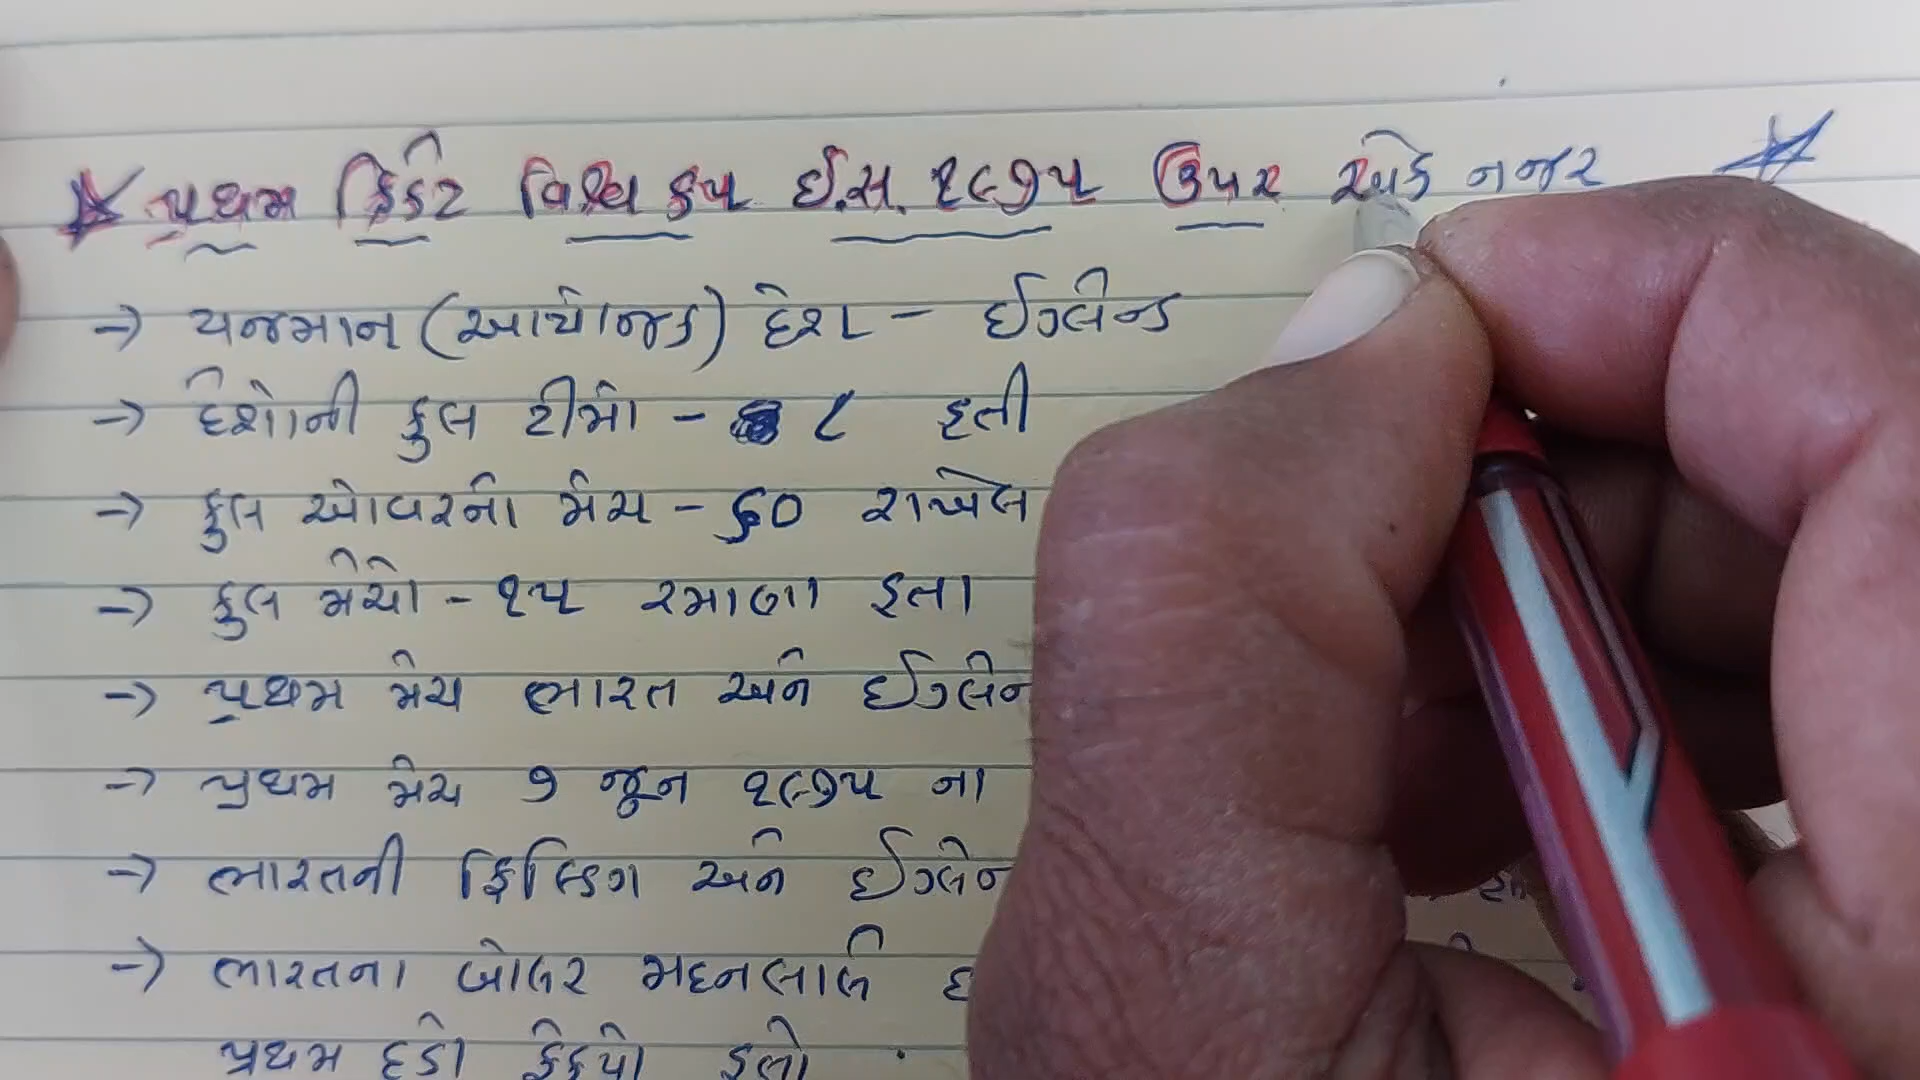 પ્રથમ ક્રિકેટ વિશ્વ કપ ઈ.સ. ૧૯૭૫ ઉપર એક નજર
→ યજમાન (આયોજક) દેશ - ઈંગ્લેન્ડ
→ દેશોની કુલ ટીમો - ૮ હતી
→ કુલ ઓવરની મેચ - ૬૦ રાખેલ
→ કુલ મેચો - ૧૫ રમાણા હતા
→ પ્રથમ મેચ ભારત અને
→ પ્રથમ મેચ ૭ જૂન ૧૯૭૫ ના
→ ભારતની ફિલ્ડિંગ અને
→ ભારતના બોલર મદનલાલે
પ્રથમ દડો ફેંક્યો હતો